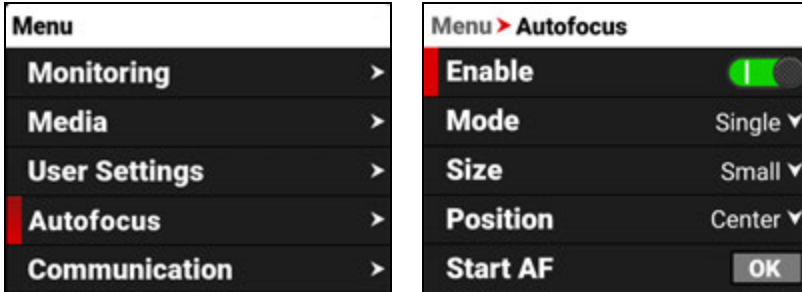 Menu
Monitoring
Media
User Settings
Autofocus
Communication
Menu > Autofocus
Enable
Mode Single
Size Small
Position Center
Start AF OK